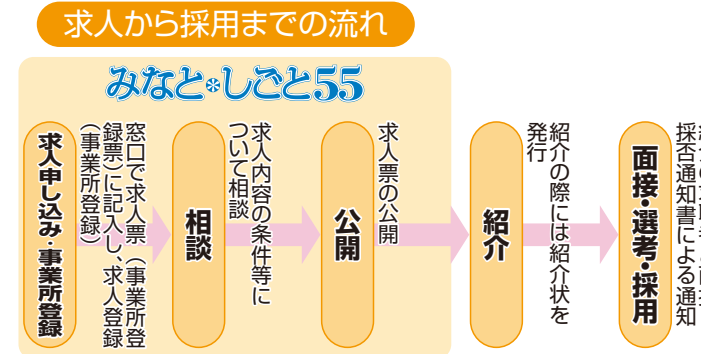 求人から採用までの流れ
みなと*しごと55
求人申し込み・事業所登録
窓口で求人票（事業所登
録票）に記入し、求人登録
（事業所登録）
相談
求人内容の条件等に
ついて相談
公開
求人票の公開
紹介
紹介の際には紹介状を
発行
面接・選考・採用
採否通知書による通知